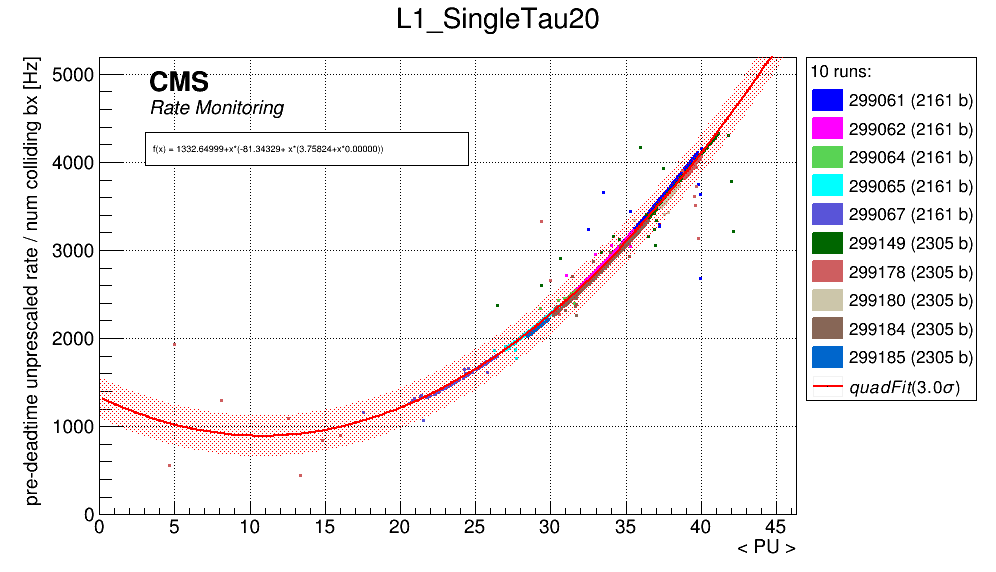 L1_SingleTau20
pre-deadtime unprescaled rate / num colliding bx [Hz]
5000
4000
3000
2000
1000
0
CMS
Rate Monitoring
f(x) = 1332.64999+x*(-81.34329+ x*(3.75824+x*0.00000))
0 5 10 15 20 25 30 35 40 45
< PU >
10 runs:
299061 (2161 b)
299062 (2161 b)
299064 (2161 b)
299065 (2161 b)
299067 (2161 b)
299149 (2305 b)
299178 (2305 b)
299180 (2305 b)
299184 (2305 b)
299185 (2305 b)
quadFit(3.0σ)